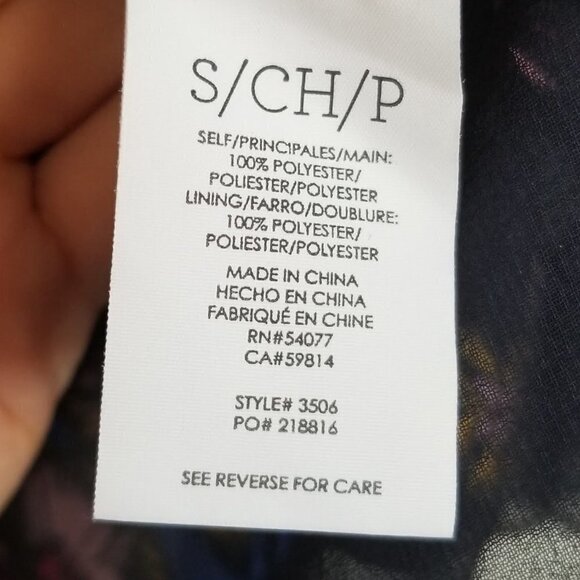 S/CH/P
SELF/PRINCIPALES/MAIN:
100% POLYESTER/
POLIESTER/POLYESTER
LINING/FARRO/DOUBLURE:
100% POLYESTER/
POLIESTER/POLYESTER
MADE IN CHINA
HECHO EN CHINA
FABRIQUÉ EN CHINE
RN#54077
CA#59814
STYLE# 3506
PO# 218816
SEE REVERSE FOR CARE